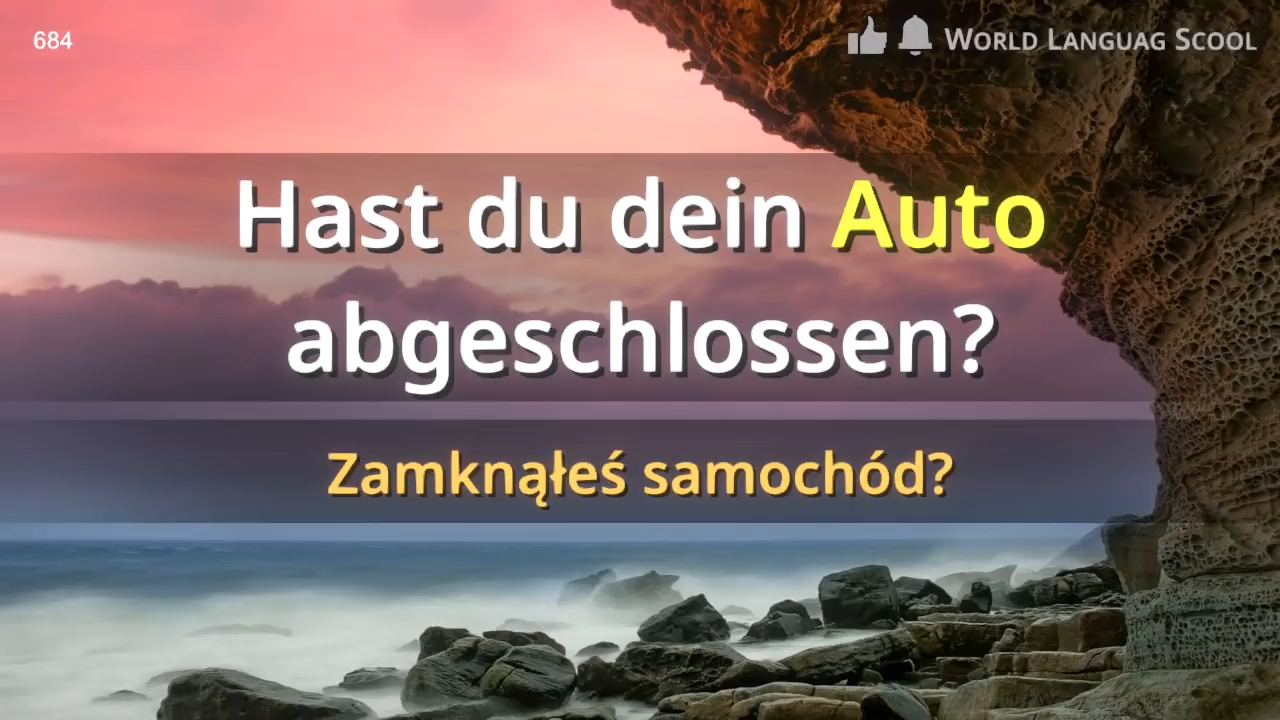 684
WORLD LANGUAG SCOOL
Hast du dein Auto
abgeschlossen?
Zamknąłeś samochód?